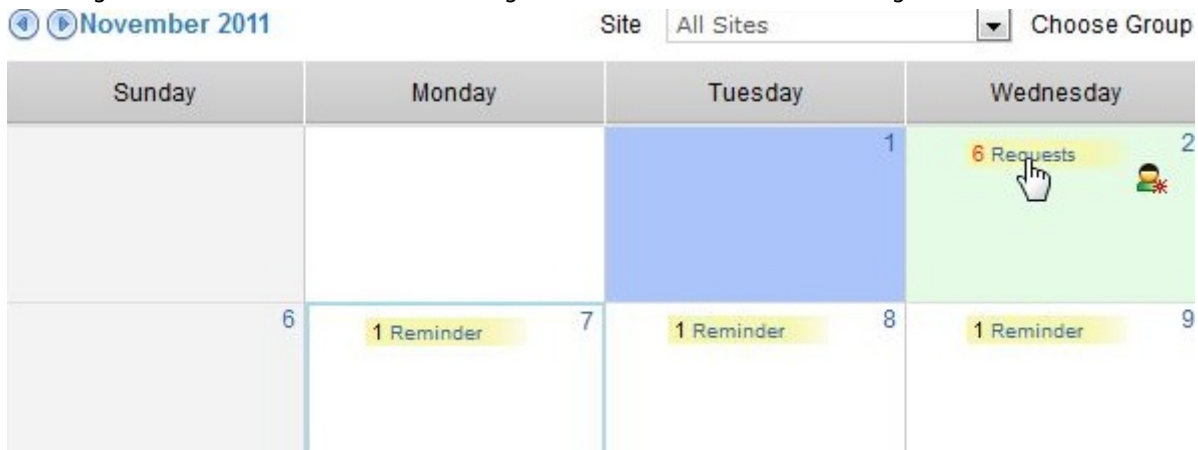 November 2011 Site All Sites Choose Group
Sunday Monday Tuesday Wednesday
1 6 Requests 2
6 1 Reminder 7 1 Reminder 8 1 Reminder 9